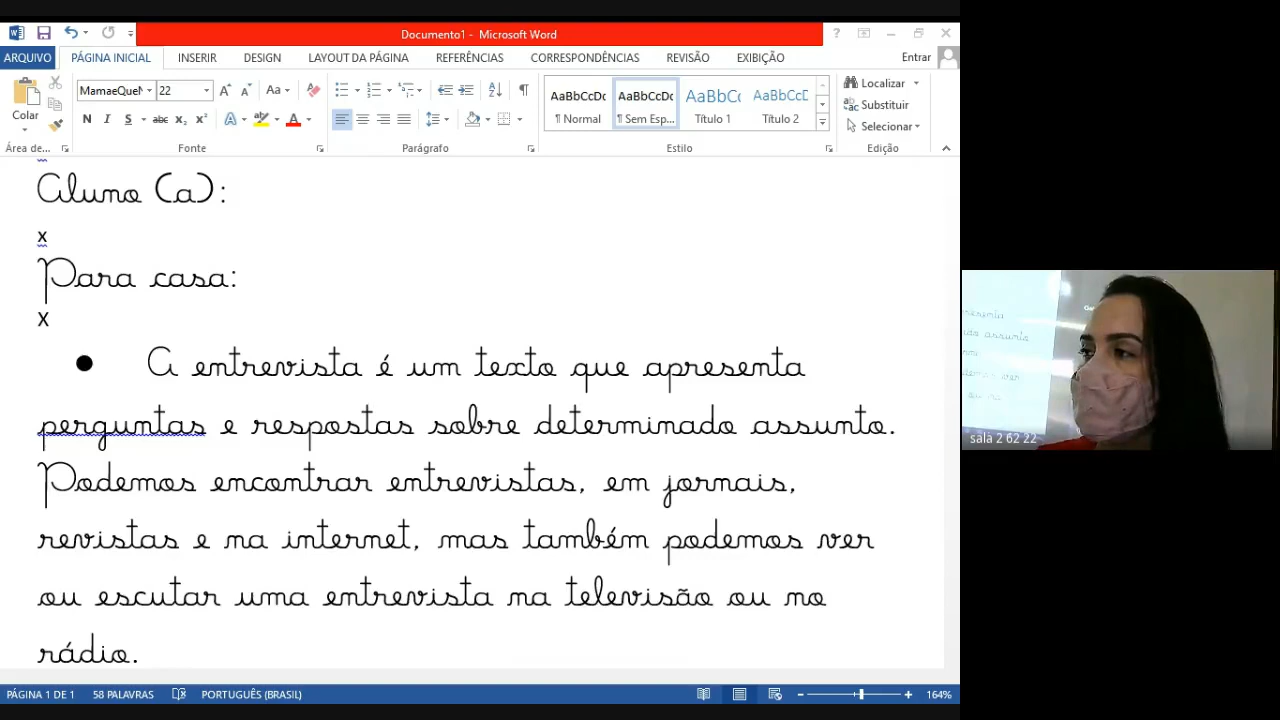 Documento1 - Microsoft Word
ARQUIVO PÁGINA INICIAL INSERIR DESIGN LAYOUT DA PÁGINA REFERÊNCIAS CORRESPONDÊNCIAS REVISÃO EXIBIÇÃO Entrar
MamaeQueN 22
Colar
Área de... Fonte Parágrafo Estilo Edição
AaBbCcDc AaBbCcDc AaBbC( AaBbCcE
¶ Normal ¶ Sem Esp... Título 1 Título 2
Localizar
Substituir
Selecionar
Aluno (a):
x
Para casa:
X
● A entrevista é um texto que apresenta
perguntas e respostas sobre determinado assunto.
Podemos encontrar entrevistas, em jornais,
revistas e na internet, mas também podemos ver
ou escutar uma entrevista na televisão ou no
rádio.
PÁGINA 1 DE 1 58 PALAVRAS PORTUGUÊS (BRASIL) 164%
sala 2 62 22